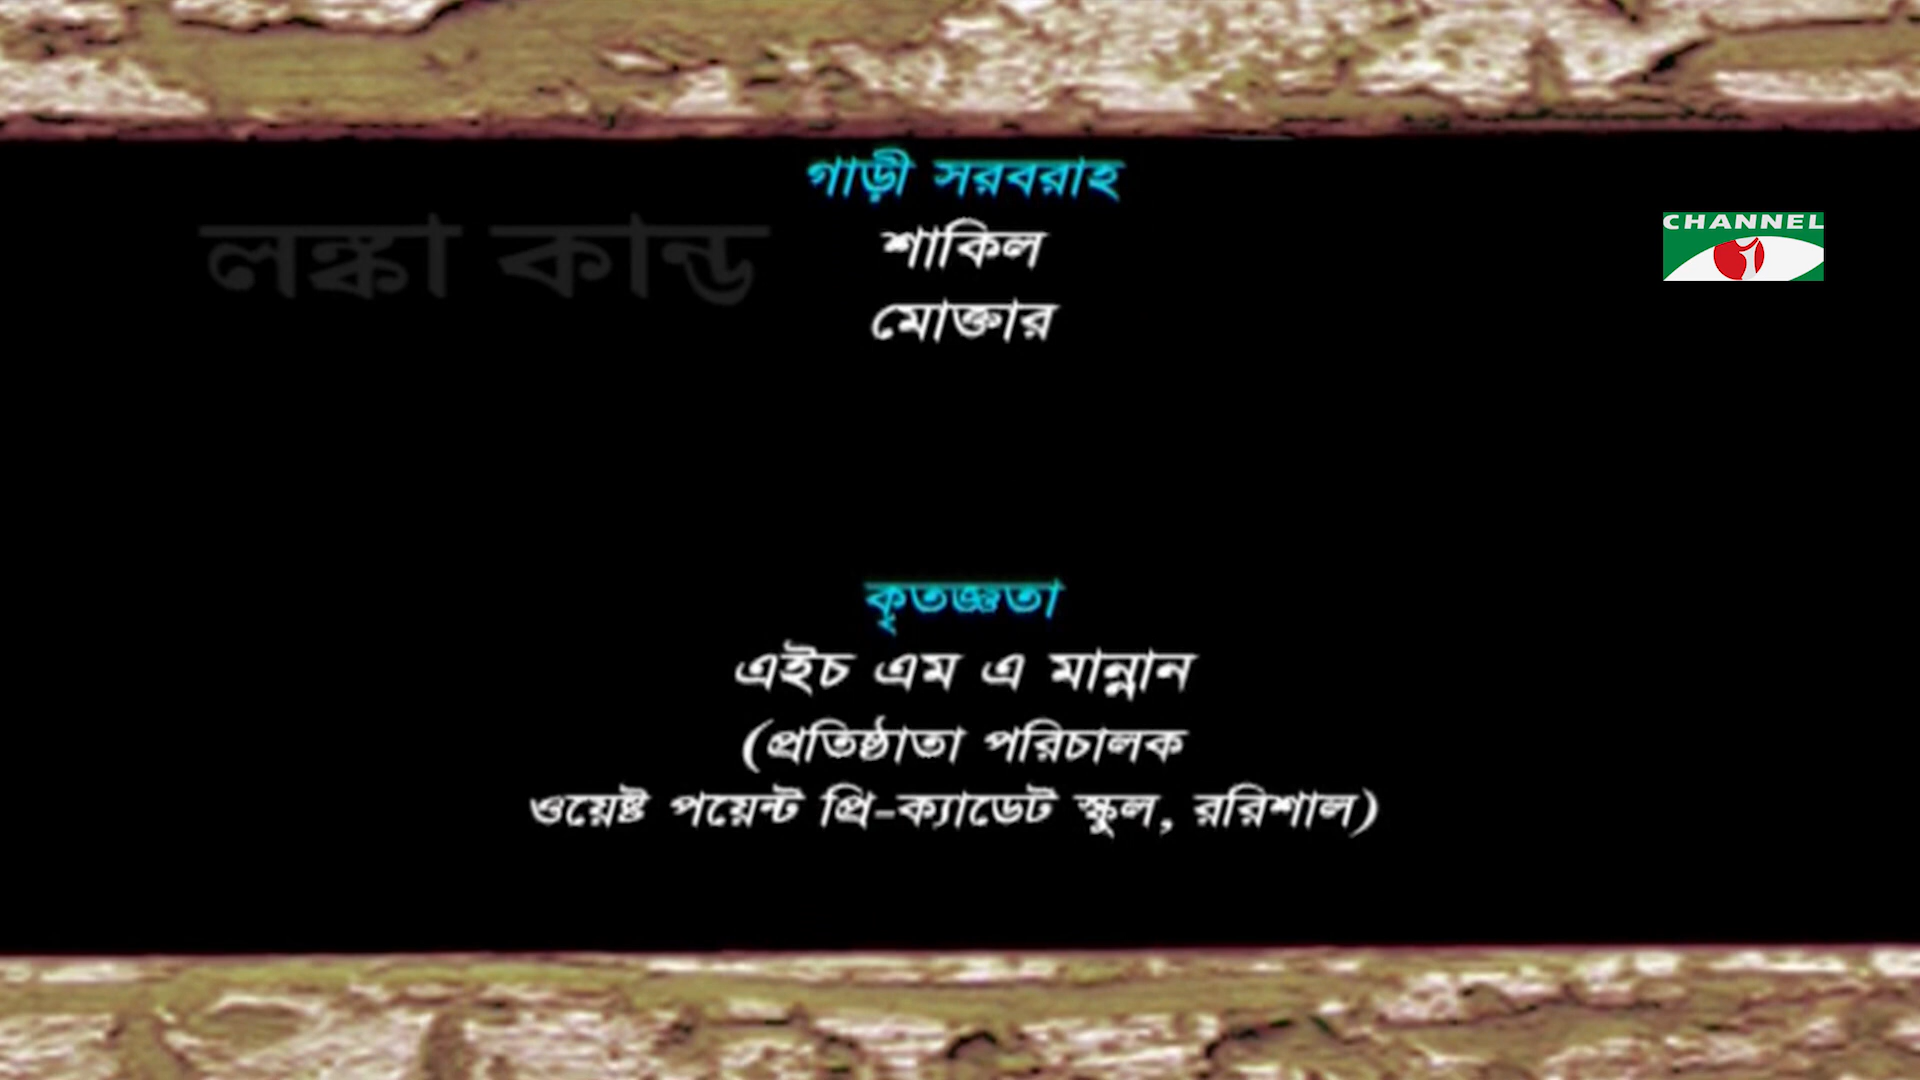 গাড়ী সরবরাহ
লঙ্কা কান্ড
শাকিল
CHANNEL i
মোক্তার
কৃতজ্ঞতা
এইচ এম এ মান্নান
(প্রতিষ্ঠাতা পরিচালক
ওয়েষ্ট পয়েন্ট প্রি-ক্যাডেট স্কুল, ররিশাল)